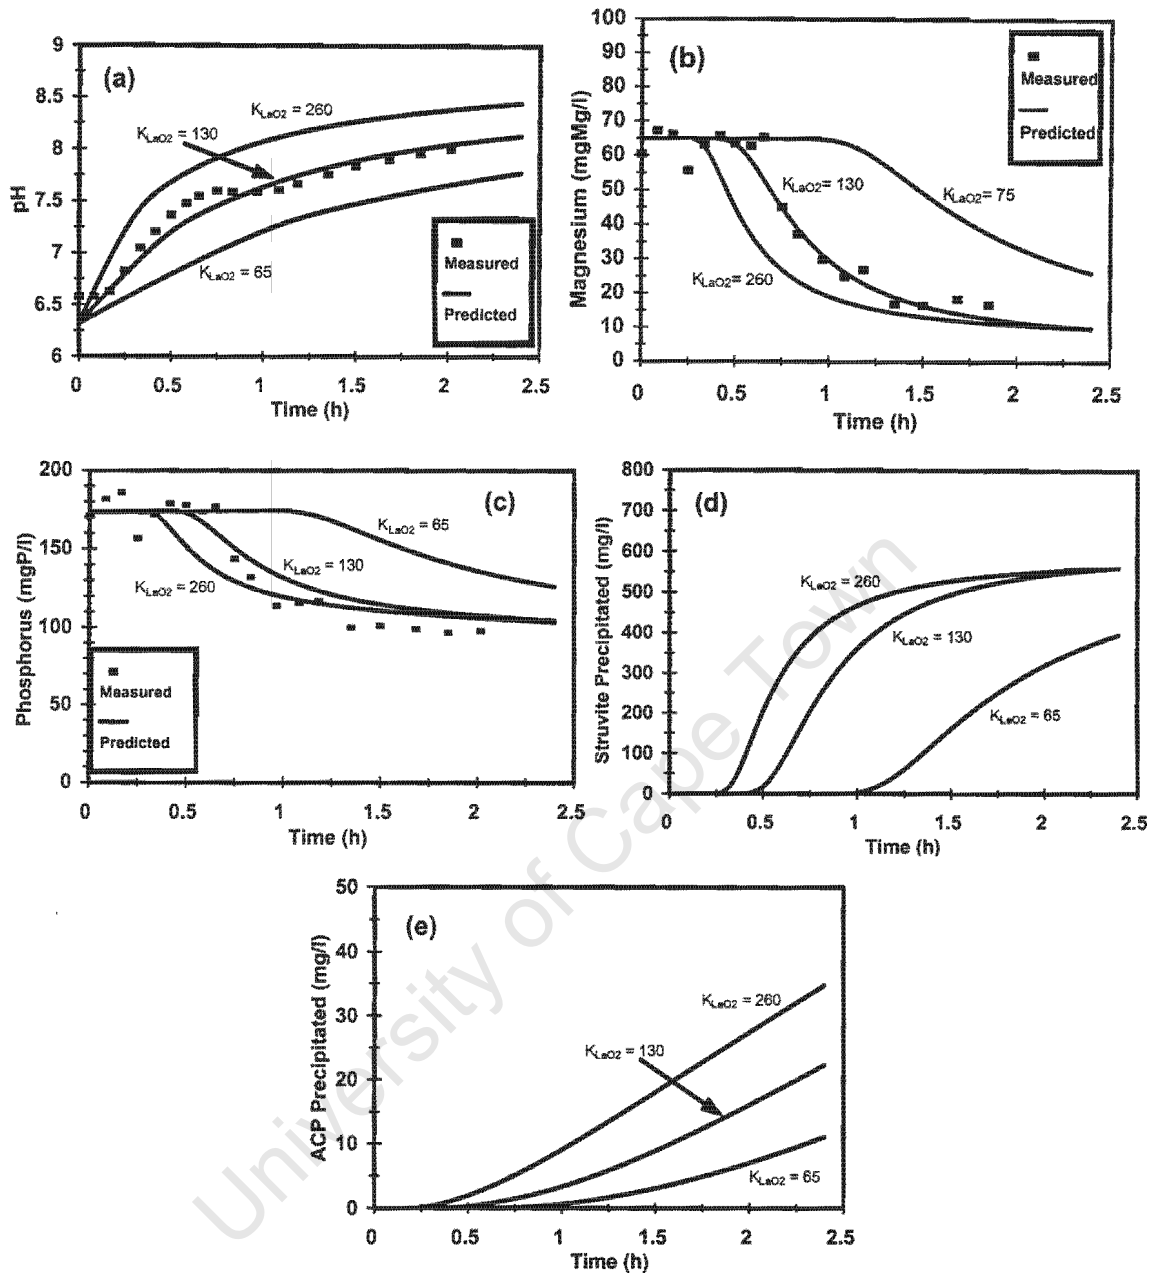 (a)
pH
9
8.5
8
7.5
7
6.5
6
K_LaO2 = 260
K_LaO2 = 130
K_LaO2 = 65
Measured
Predicted
0 0.5 1 1.5 2 2.5
Time (h)
(b)
Magnesium (mgMg/l)
100
90
80
70
60
50
40
30
20
10
0
Measured
Predicted
K_LaO2= 130
K_LaO2= 75
K_LaO2= 260
0 0.5 1 1.5 2 2.5
Time (h)
(c)
Phosphorus (mgP/l)
200
150
100
50
0
K_LaO2 = 65
K_LaO2 = 130
K_LaO2 = 260
Measured
Predicted
0 0.5 1 1.5 2 2.5
Time (h)
(d)
Struvite Precipitated (mg/l)
800
700
600
500
400
300
200
100
0
K_LaO2 = 260
K_LaO2 = 130
K_LaO2 = 65
0 0.5 1 1.5 2 2.5
Time (h)
(e)
ACP Precipitated (mg/l)
50
40
30
20
10
0
K_LaO2 = 260
K_LaO2 = 130
K_LaO2 = 65
0 0.5 1 1.5 2 2.5
Time (h)
University of Cape Town